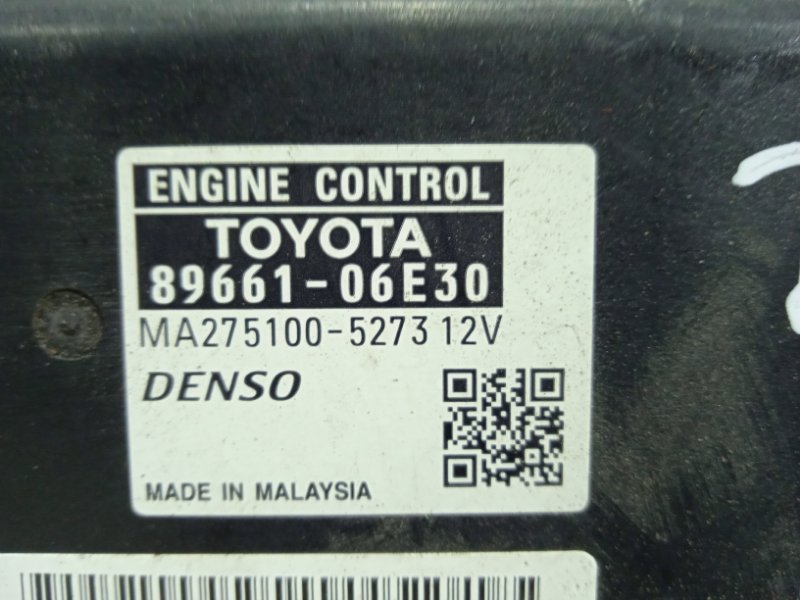 ENGINE CONTROL
TOYOTA
89661-06E30
MA275100-5273 12V
DENSO
MADE IN MALAYSIA